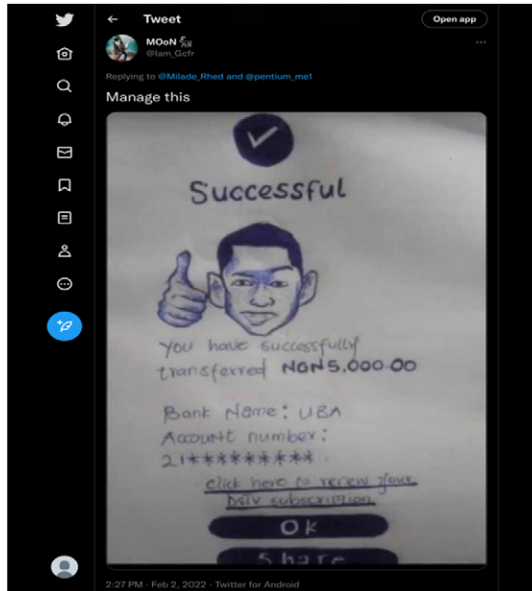 Tweet
Open app
MOoN
@Iam_Gcfr
Replying to @Milade_Rhed and @pentium_me1
Manage this
Successful
You have successfully
transferred NGN5,000.00
Bank Name: UBA
Account number:
21*********
click here to renew your
Dstv subscription
Ok
Share
2:27 PM · Feb 2, 2022 · Twitter for Android